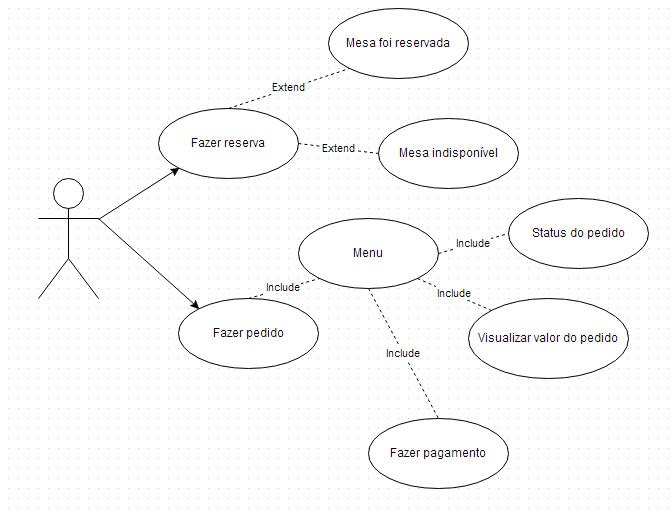 Mesa foi reservada
Extend
Fazer reserva
Extend
Mesa indisponível
Status do pedido
Include
Menu
Include
Include
Fazer pedido
Visualizar valor do pedido
Include
Fazer pagamento